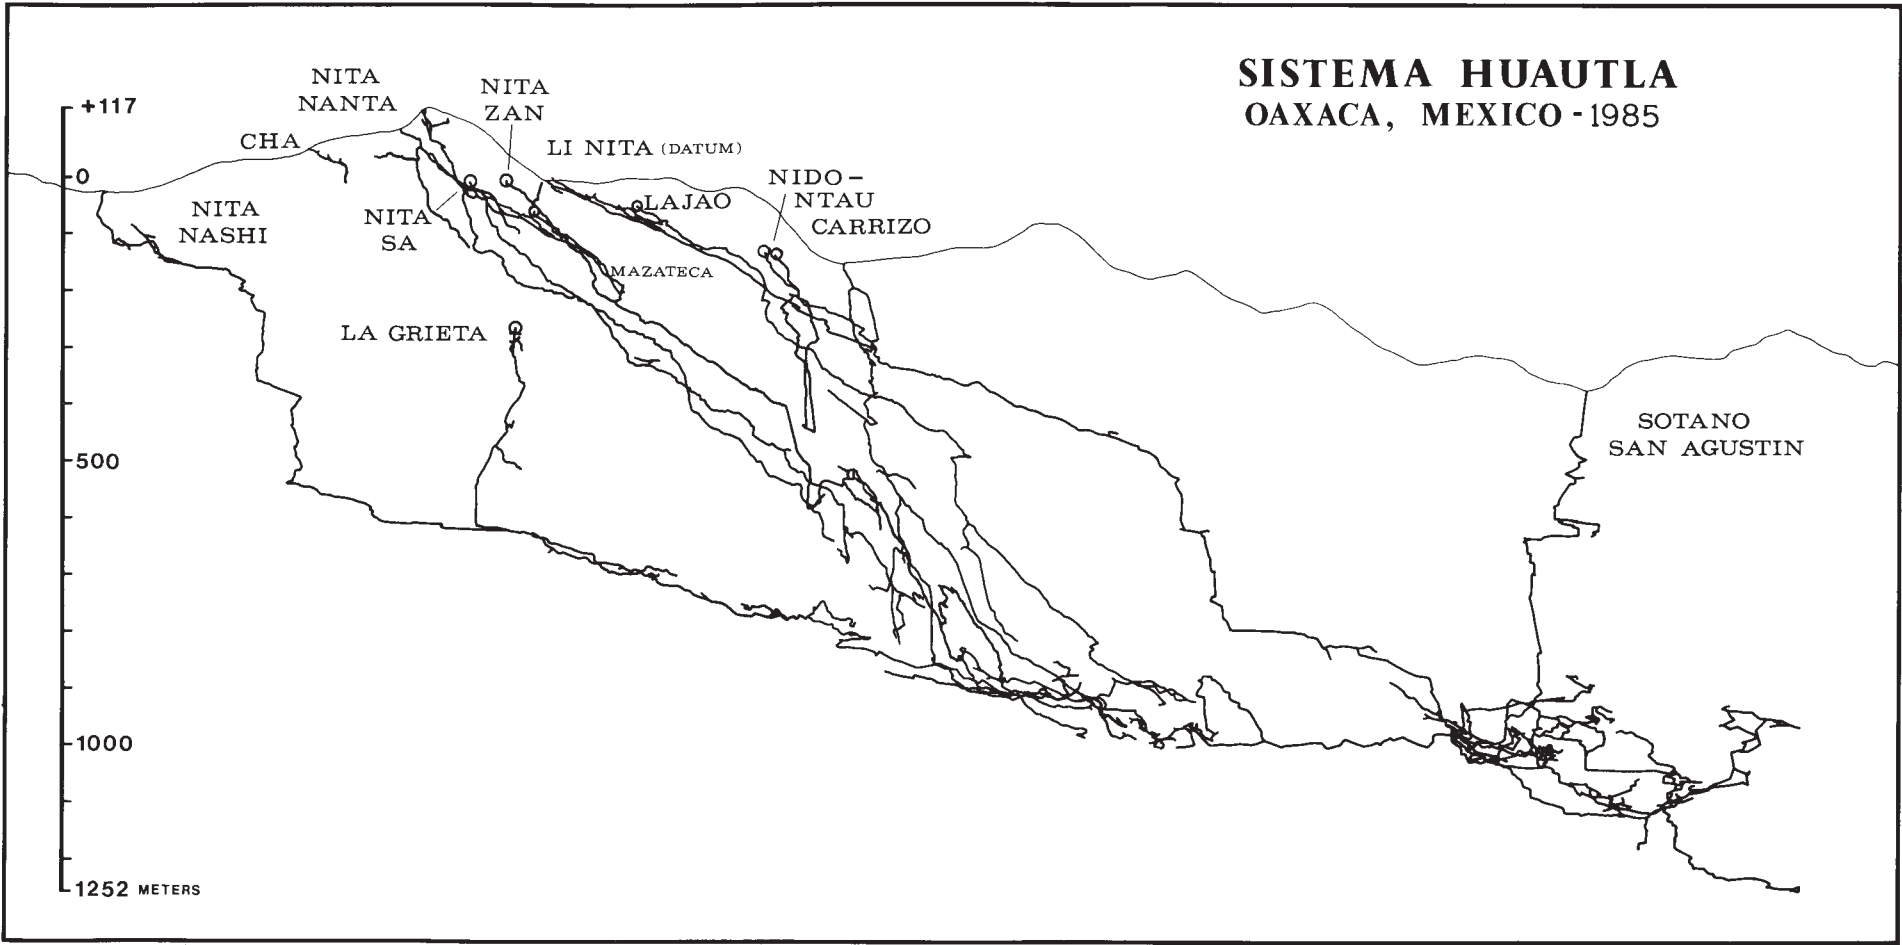 SISTEMA HUAUTLA
OAXACA, MEXICO - 1985
NITA
NANTA
NITA
ZAN
+117
CHA
LI NITA (DATUM)
0
NIDO-
NTAU
CARRIZO
LAJAO
NITA
NASHI
NITA
SA
MAZATECA
LA GRIETA
SOTANO
SAN AGUSTIN
500
1000
1252 METERS